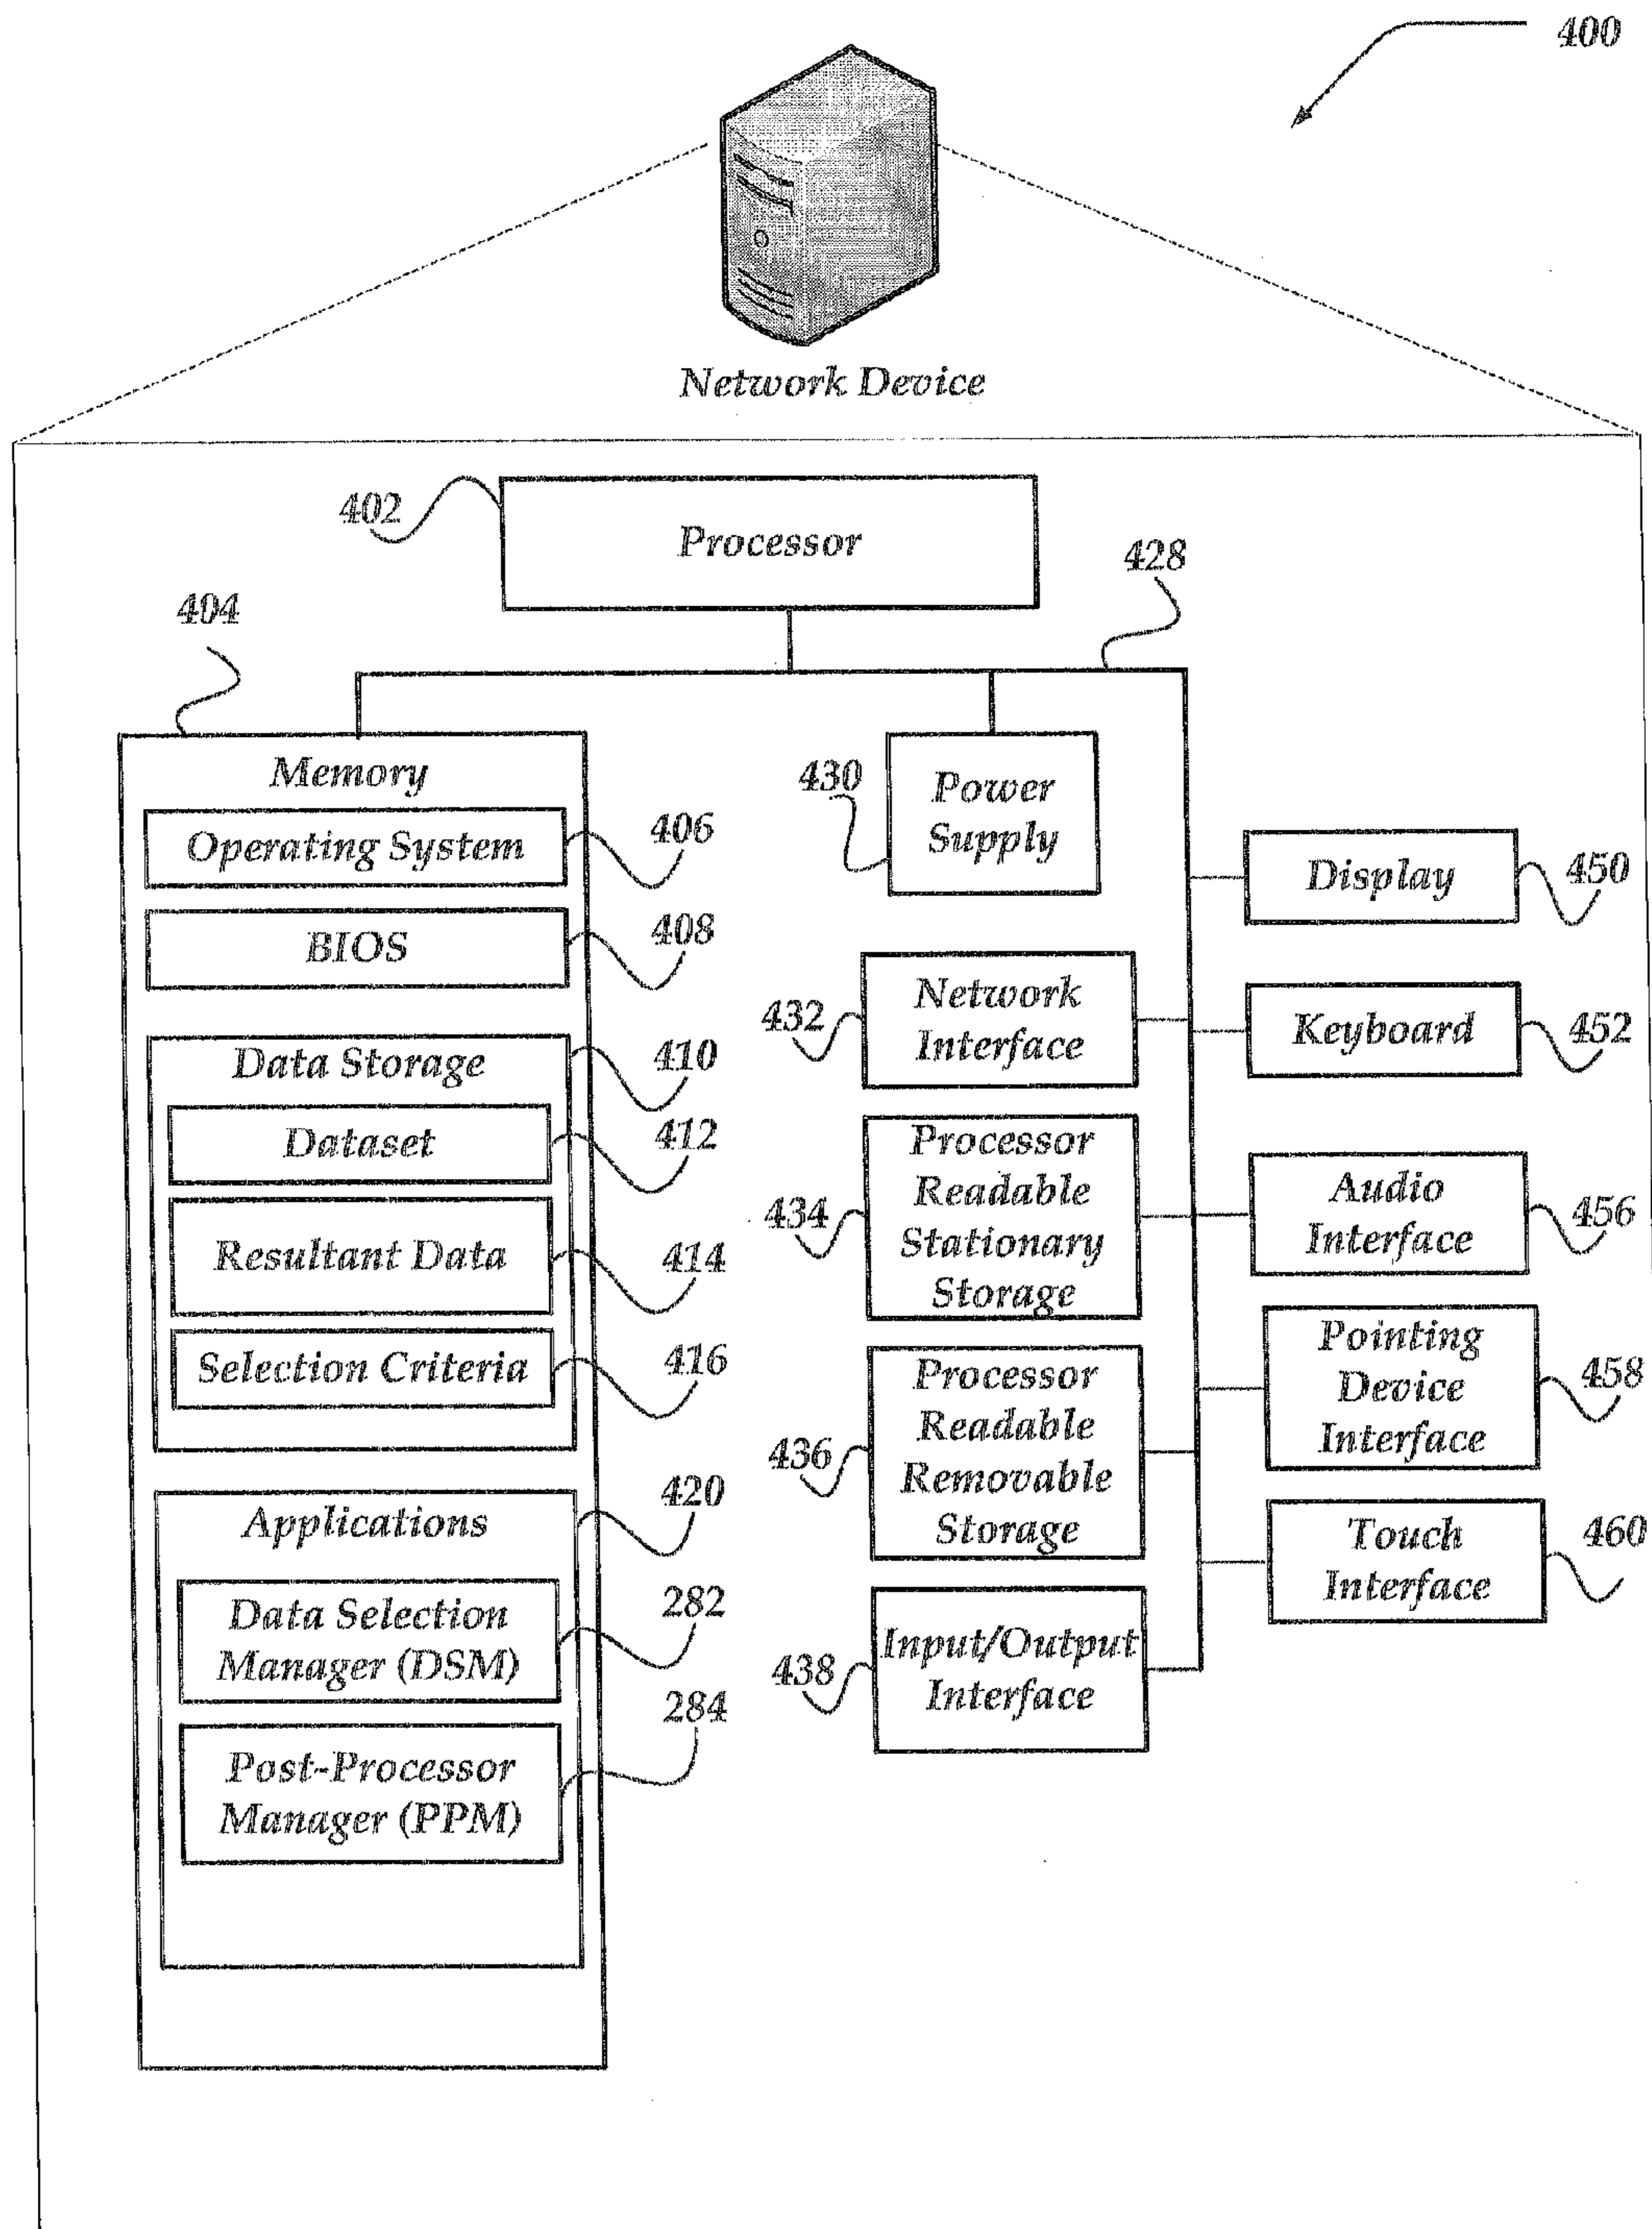 400
Network Device
402
Processor
428
404
Memory
Operating System
406
BIOS
408
Data Storage
410
Dataset
412
Resultant Data
414
Selection Criteria
416
Applications
420
Data Selection
Manager (DSM)
282
Post-Processor
Manager (PPM)
284
430
Power
Supply
432
Network
Interface
434
Processor
Readable
Stationary
Storage
436
Processor
Readable
Removable
Storage
438
Input/Output
Interface
Display
450
Keyboard
452
Audio
Interface
456
Pointing
Device
Interface
458
Touch
Interface
460